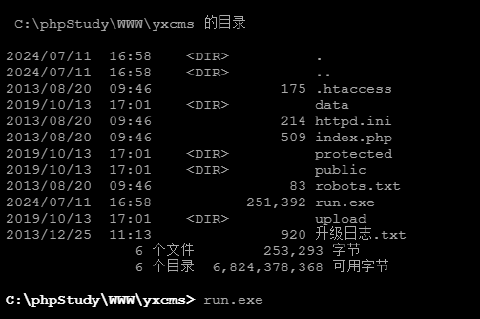 C:\phpStudy\WWW\yxcms 的目录
2024/07/11  16:58    <DIR>          .
2024/07/11  16:58    <DIR>          ..
2013/08/20  09:46               175 .htaccess
2019/10/13  17:01    <DIR>          data
2013/08/20  09:46               214 httpd.ini
2013/08/20  09:46               509 index.php
2019/10/13  17:01    <DIR>          protected
2019/10/13  17:01    <DIR>          public
2013/08/20  09:46                83 robots.txt
2024/07/11  16:58           251,392 run.exe
2019/10/13  17:01    <DIR>          upload
2013/12/25  11:13               920 升级日志.txt
6 个文件        253,293 字节
6 个目录  6,824,378,368 可用字节
C:\phpStudy\WWW\yxcms> run.exe